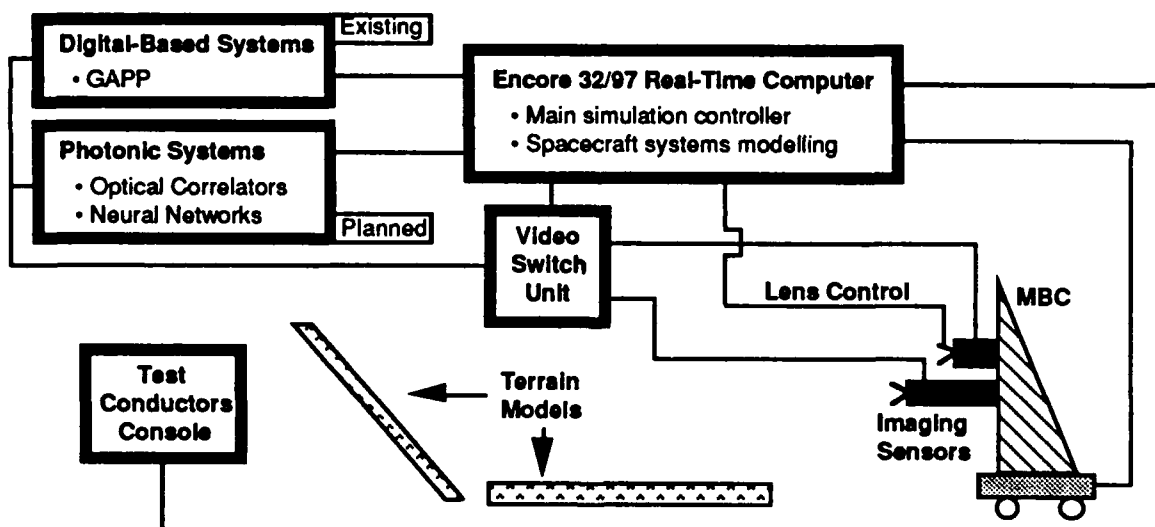 Existing
Digital-Based Systems
• GAPP
Photonic Systems
• Optical Correlators
• Neural Networks
Planned
Encore 32/97 Real-Time Computer
• Main simulation controller
• Spacecraft systems modelling
Video
Switch
Unit
Lens Control
MBC
Imaging
Sensors
Test
Conductors
Console
Terrain
Models